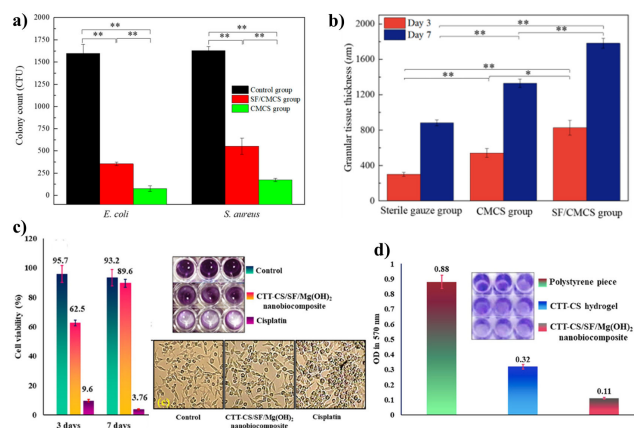 a)
**
**
**
**
**
**
Colony count (CFU)
1750
1500
1250
1000
750
500
250
0
Control group
SF/CMCS group
CMCS group
E. coli
S. aureus
b)
Granular tissue thickness (um)
2000
1600
1200
800
400
0
Day 3
Day 7
**
**
**
**
**
*
Sterile gauze group
CMCS group
SF/CMCS group
c)
Cell viability (%)
120
100
80
60
40
20
0
95.7
62.5
9.6
93.2
89.6
3.76
3 days
7 days
Control
CTT-CS/SF/Mg(OH)2
nanobiocomposite
Cisplatin
Control
CTT-CS/SF/Mg(OH)2
nanobiocomposite
Cisplatin
d)
OD in 570 nm
1
0.9
0.8
0.7
0.6
0.5
0.4
0.3
0.2
0.1
0
0.88
0.32
0.11
Polystyrene piece
CTT-CS hydrogel
CTT-CS/SF/Mg(OH)2
nanobiocomposite